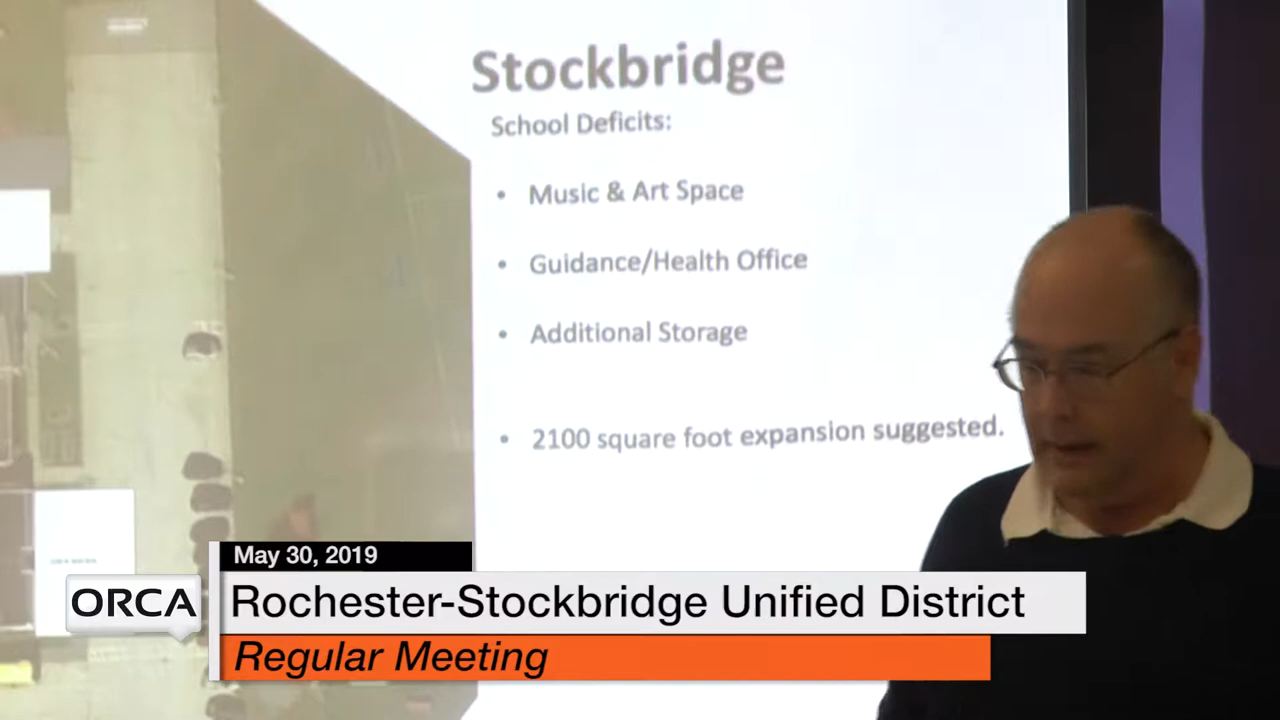 Stockbridge
School Deficits:
• Music & Art Space
• Guidance/Health Office
• Additional Storage
• 2100 square foot expansion suggested.
May 30, 2019
ORCA
Rochester-Stockbridge Unified District
Regular Meeting